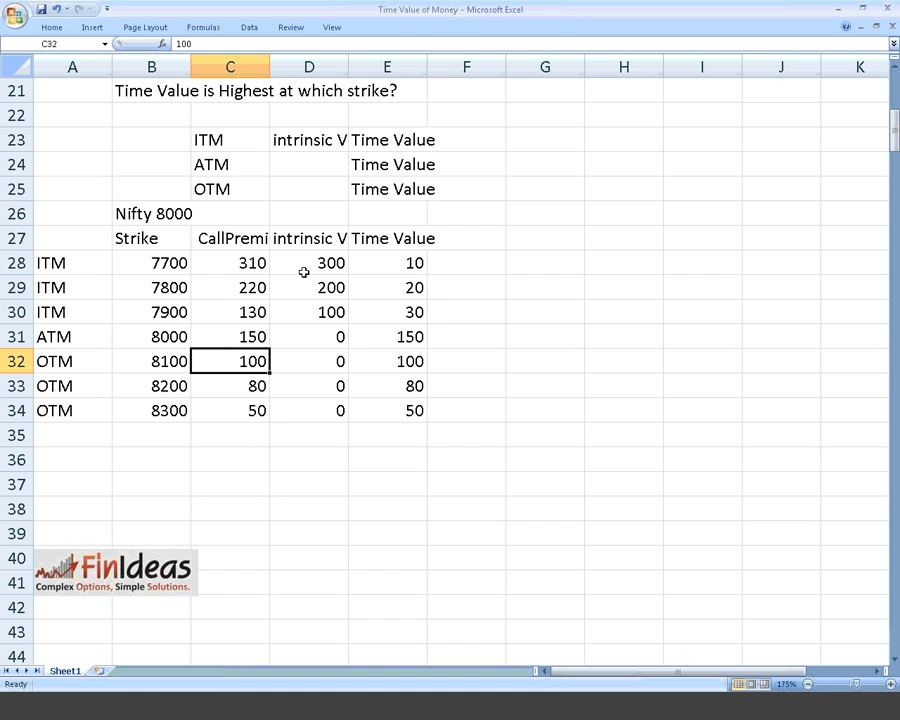 Time Value of Money - Microsoft Excel
Home Insert Page Layout Formulas Data Review View
C32 fx 100
A B C D E F G H I J K
21 Time Value is Highest at which strike?
22
23 ITM intrinsic V Time Value
24 ATM Time Value
25 OTM Time Value
26 Nifty 8000
27 Strike CallPremi intrinsic V Time Value
28 ITM 7700 310 300 10
29 ITM 7800 220 200 20
30 ITM 7900 130 100 30
31 ATM 8000 150 0 150
32 OTM 8100 100 0 100
33 OTM 8200 80 0 80
34 OTM 8300 50 0 50
35
36
37
38
39
40
41
42
43
44
FinIdeas
Complex Options, Simple Solutions.
Sheet1
Ready 175%